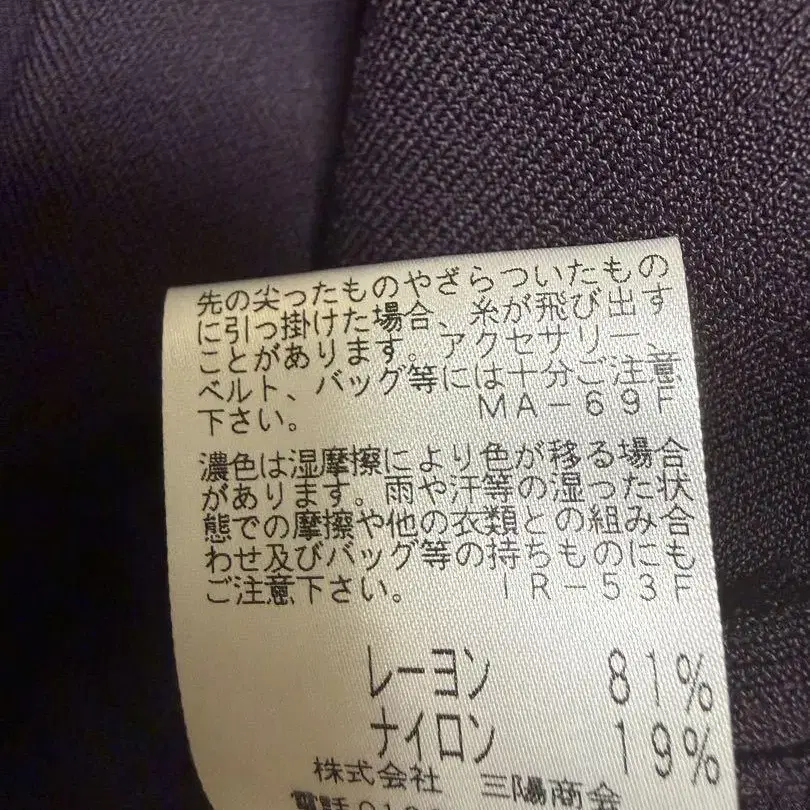 先の尖ったものやざらついたもの
に引っ掛けた場合、糸が飛び出す
ことがあります。アクセサリー、
ベルト、バッグ等には十分ご注意
下さい。 MA-69F
濃色は湿摩擦により色が移る場合
があります。雨や汗等の湿った状
態での摩擦や他の衣類との組み合
わせ及びバッグ等の持ちものにも
ご注意下さい。 IR-53F
レーヨン 81%
ナイロン 19%
株式会社 三陽商会
電話